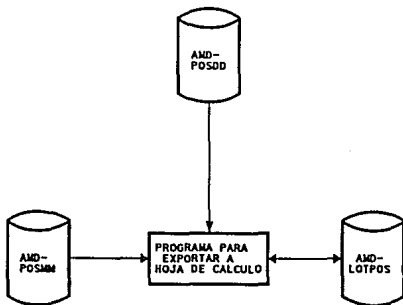 AMD-
POSDD
AMD-
POSMM
PROGRAMA PARA
EXPORTAR A
HOJA DE CALCULO
AMD-
LOTPOS